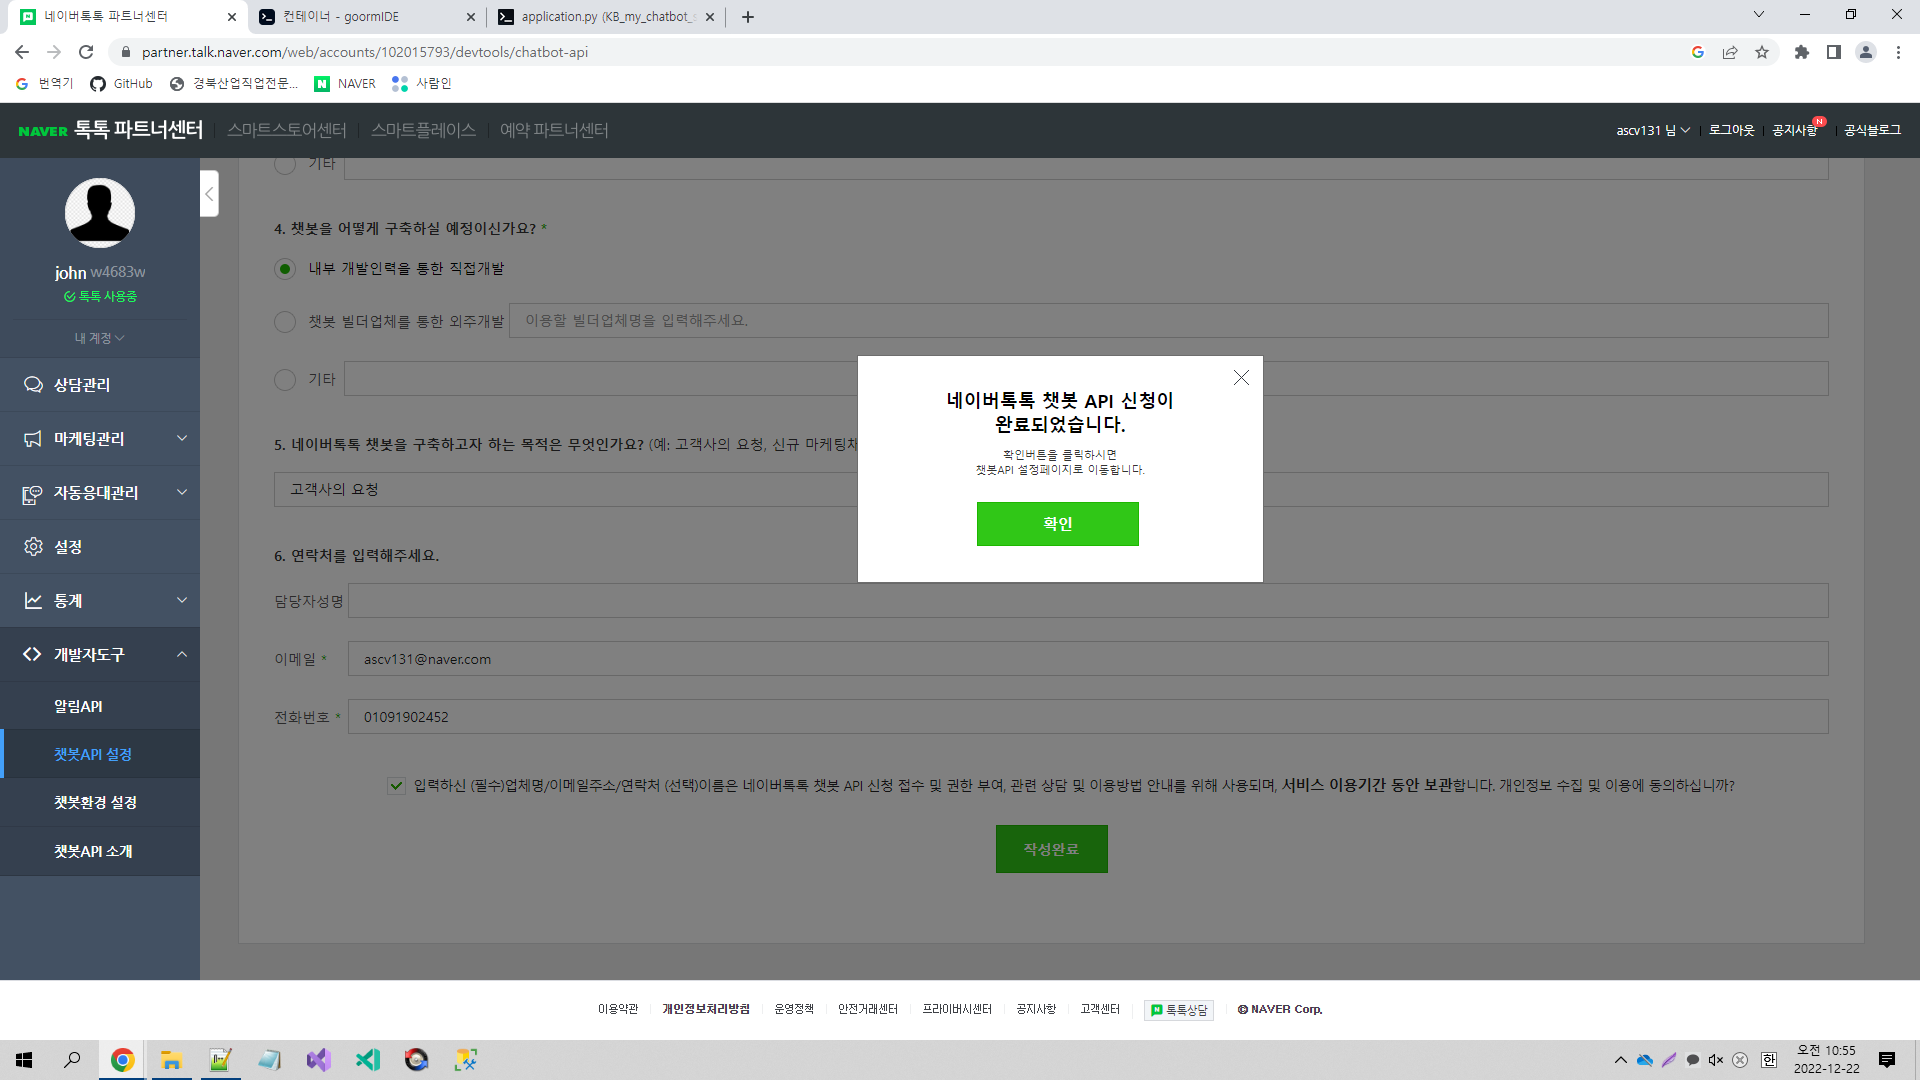 네이버톡톡 파트너센터
컨테이너 - goormIDE
application.py (KB_my_chatbot_s
partner.talk.naver.com/web/accounts/102015793/devtools/chatbot-api
번역기
GitHub
경북산업직업전문...
NAVER
사람인
NAVER 톡톡 파트너센터
스마트스토어센터
스마트플레이스
예약 파트너센터
ascv131 님
로그아웃
공지사항
N
공식블로그
john w4683w
톡톡 사용중
내 계정
상담관리
마케팅관리
자동응대관리
설정
통계
개발자도구
알림API
챗봇API 설정
챗봇환경 설정
챗봇API 소개
기타
4. 챗봇을 어떻게 구축하실 예정이신가요? *
내부 개발인력을 통한 직접개발
챗봇 빌더업체를 통한 외주개발
이용할 빌더업체명을 입력해주세요.
기타
5. 네이버톡톡 챗봇을 구축하고자 하는 목적은 무엇인가요? (예: 고객사의 요청, 신규 마케팅채
고객사의 요청
6. 연락처를 입력해주세요.
담당자성명
이메일 *
ascv131@naver.com
전화번호 *
01091902452
입력하신 (필수)업체명/이메일주소/연락처 (선택)이름은 네이버톡톡 챗봇 API 신청 접수 및 권한 부여, 관련 상담 및 이용방법 안내를 위해 사용되며, 서비스 이용기간 동안 보관합니다. 개인정보 수집 및 이용에 동의하십니까?
작성완료
네이버톡톡 챗봇 API 신청이
완료되었습니다.
확인버튼을 클릭하시면
챗봇API 설정페이지로 이동합니다.
확인
이용약관
개인정보처리방침
운영정책
안전거래센터
프라이버시센터
공지사항
고객센터
톡톡상담
© NAVER Corp.
한
오전 10:55
2022-12-22